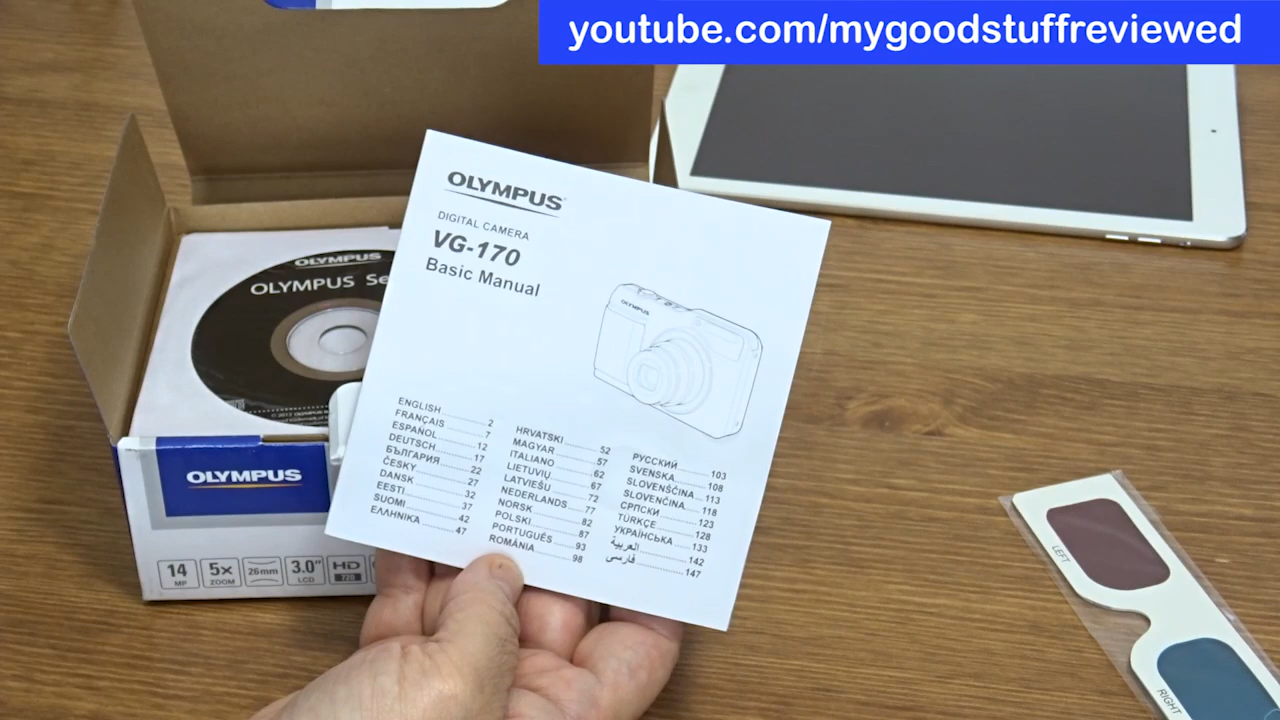 youtube.com/mygoodstuffreviewed
OLYMPUS
DIGITAL CAMERA
VG-170
Basic Manual
OLYMPUS
ENGLISH 2
FRANÇAIS 7
ESPAÑOL 12
DEUTSCH 17
БЪЛГАРИЯ 22
ČESKY 27
DANSK 32
EESTI 37
SUOMI 42
ΕΛΛΗΝΙΚΑ 47
HRVATSKI 52
MAGYAR 57
ITALIANO 62
LIETUVIŲ 67
LATVIEŠU 72
NEDERLANDS 77
NORSK 82
POLSKI 87
PORTUGUÊS 93
ROMÂNIA 98
РУССКИЙ 103
SVENSKA 108
SLOVENŠČINA 113
SLOVENČINA 118
СРПСКИ 123
TÜRKÇE 128
УКРАЇНСЬКА 133
العربية 142
فارسی 147
OLYMPUS
OLYMPUS Se
OLYMPUS
14 MP
5x ZOOM
26mm
3.0" LCD
HD 720
LEFT
RIGHT